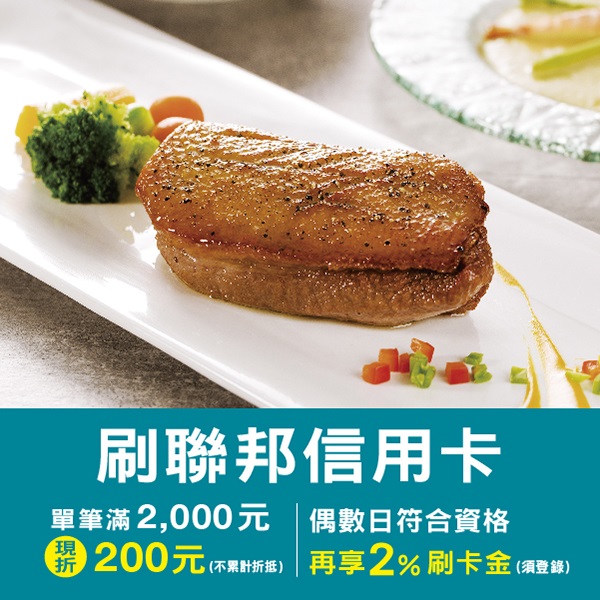 刷聯邦信用卡
單筆滿2,000元
現折 200元(不累計折抵)
偶數日符合資格
再享2%刷卡金(須登錄)